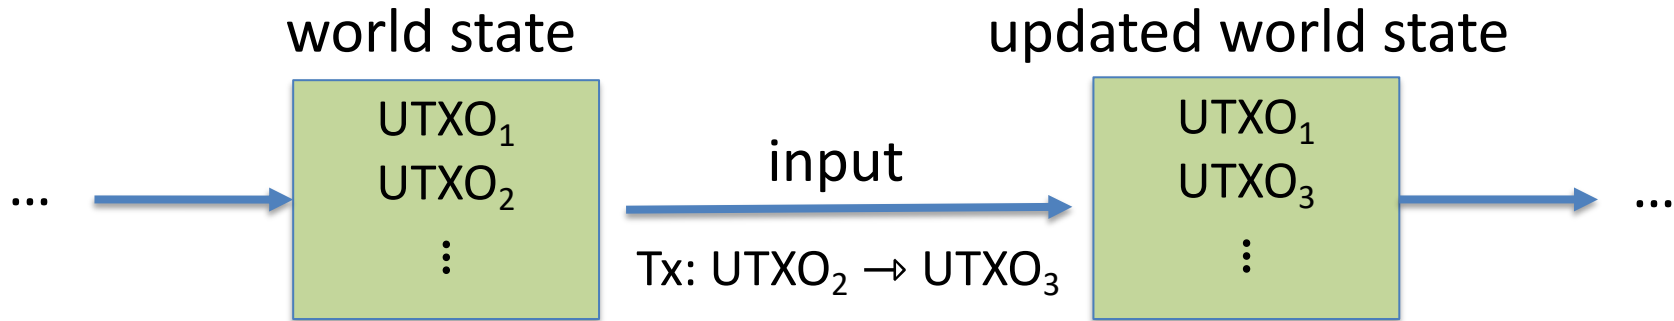 world state
updated world state
UTXO₁
UTXO₂
⋮
...
input
Tx: UTXO₂ → UTXO₃
UTXO₁
UTXO₃
⋮
...